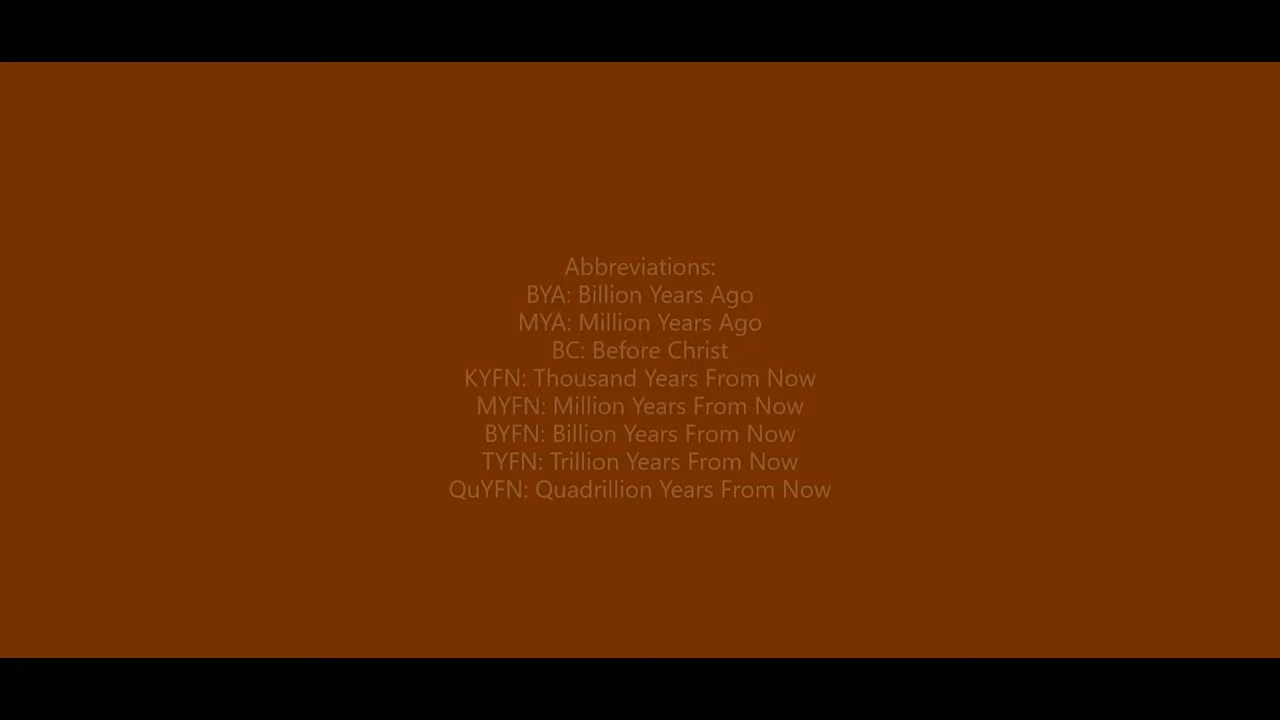 Abbreviations:
BYA: Billion Years Ago
MYA: Million Years Ago
BC: Before Christ
KYFN: Thousand Years From Now
MYFN: Million Years From Now
BYFN: Billion Years From Now
TYFN: Trillion Years From Now
QuYFN: Quadrillion Years From Now